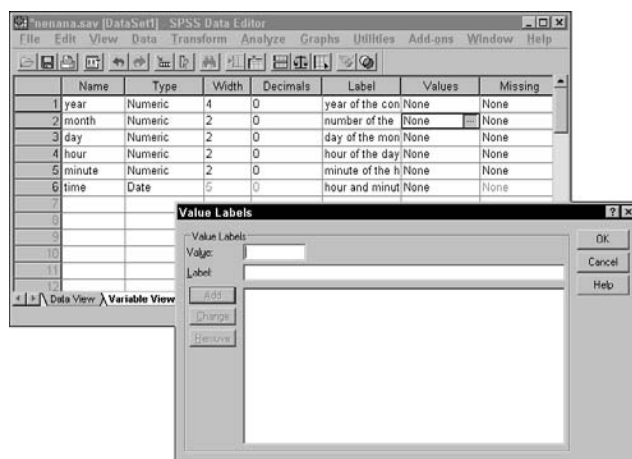 *nenana.sav [DataSet1] - SPSS Data Editor
File Edit View Data Transform Analyze Graphs Utilities Add-ons Window Help
Name Type Width Decimals Label Values Missing
1 year Numeric 4 0 year of the con None None
2 month Numeric 2 0 number of the None ... None
3 day Numeric 2 0 day of the mon None None
4 hour Numeric 2 0 hour of the day None None
5 minute Numeric 2 0 minute of the h None None
6 time Date 5 0 hour and minut None None
7
8
9
10
11
12
Data View Variable View
Value Labels
Value Labels
Value:
Label:
Add
Change
Remove
OK
Cancel
Help